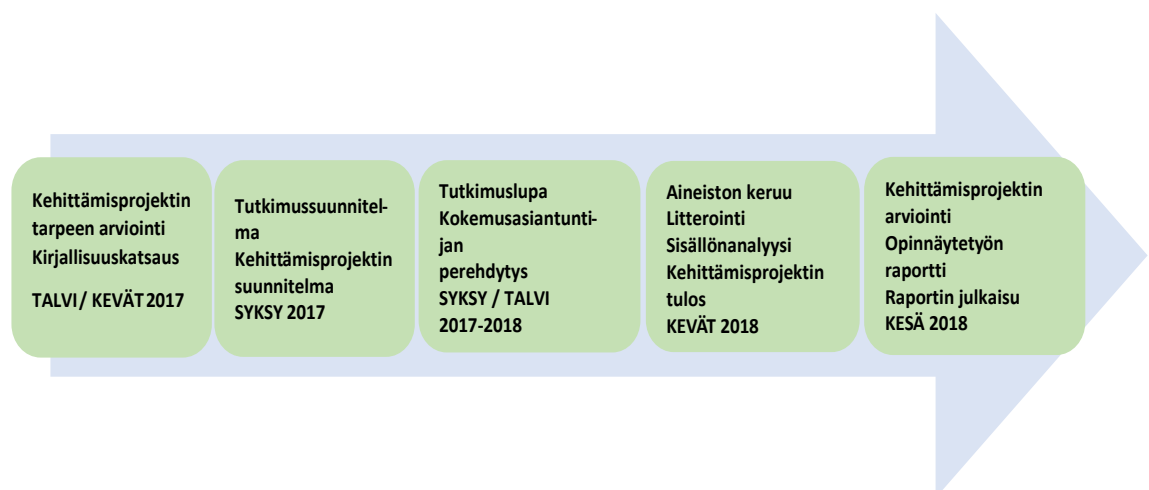 Kehittämisprojektin
tarpeen arviointi
Kirjallisuuskatsaus
TALVI / KEVÄT 2017
Tutkimussuunnitel-
ma
Kehittämisprojektin
suunnitelma
SYKSY 2017
Tutkimuslupa
Kokemusasiantunti-
jan
perehdytys
SYKSY / TALVI
2017-2018
Aineiston keruu
Litterointi
Sisällönanalyysi
Kehittämisprojektin
tulos
KEVÄT 2018
Kehittämisprojektin
arviointi
Opinnäytetyön
raportti
Raportin julkaisu
KESÄ 2018